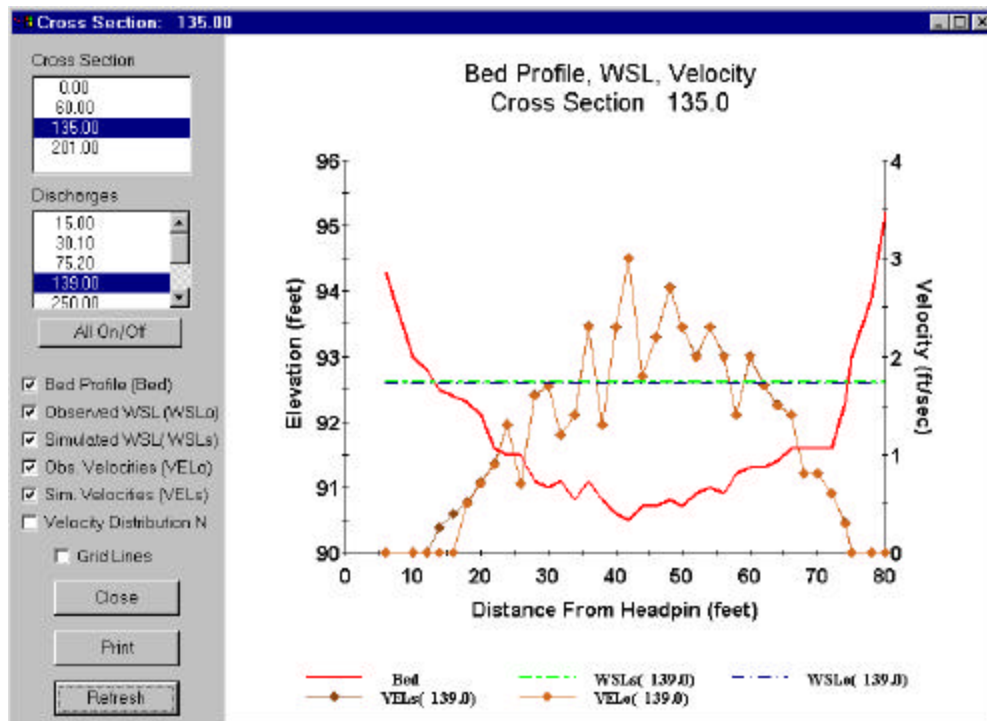 Cross Section: 135.00
Cross Section
0.00
60.00
135.00
201.00
Discharges
15.00
30.10
75.20
139.00
250.00
All On/Off
Bed Profile (Bed)
Observed WSL (WSLo)
Simulated WSL( WSLs)
Obs. Velocities (VELo)
Sim. Velocities (VELs)
Velocity Distribution N
Grid Lines
Close
Print
Refresh
Bed Profile, WSL, Velocity
Cross Section 135.0
Elevation (feet)
96
95
94
93
92
91
90
4
3
2
1
0
Velocity (ft/sec)
0 10 20 30 40 50 60 70 80
Distance From Headpin (feet)
Bed WSLs( 139.0) WSLo( 139.0)
VELs( 139.0) VELo( 139.0)